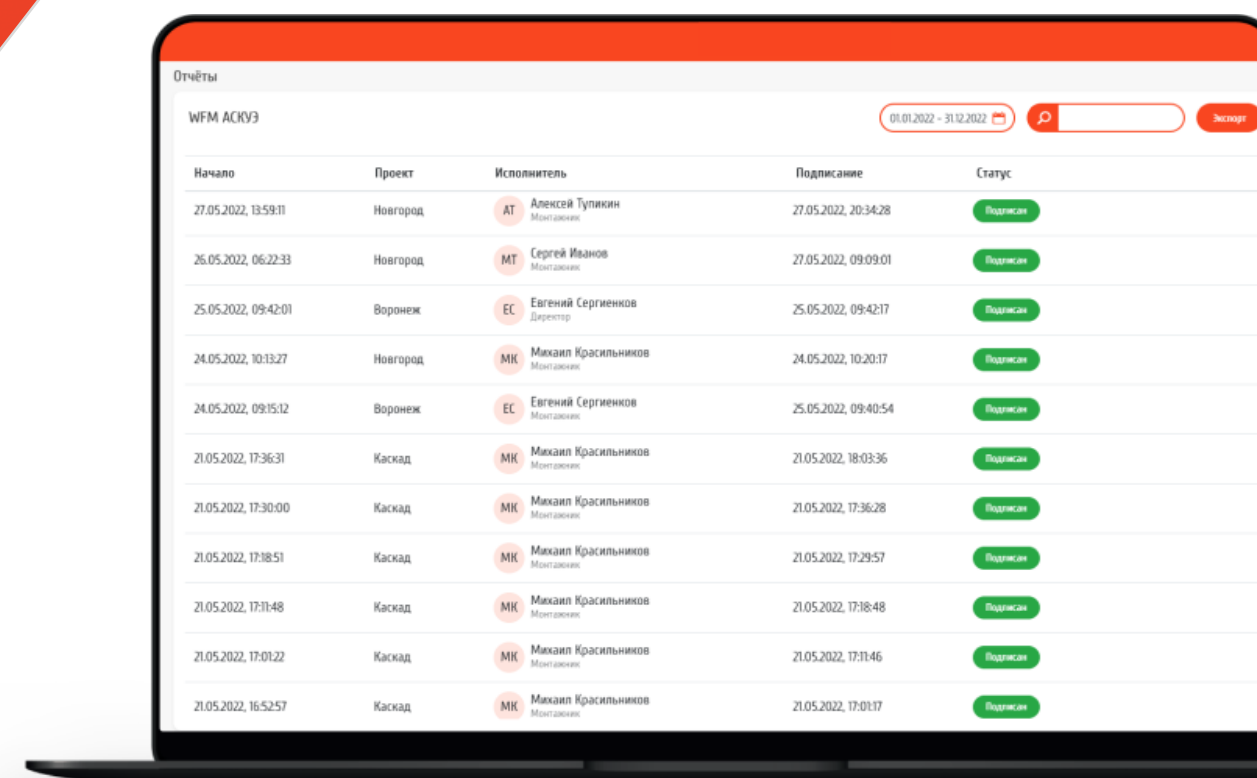 Отчёты
WFM АСКУЭ
01.01.2022 - 31.12.2022
Экспорт
Начало Проект Исполнитель Подписание Статус
27.05.2022, 13:59:11 Новгород АТ Алексей Тупикин 27.05.2022, 20:34:28 Подписан
Монтажник
26.05.2022, 06:22:33 Новгород МТ Сергей Иванов 27.05.2022, 09:09:01 Подписан
Монтажник
25.05.2022, 09:42:01 Воронеж ЕС Евгений Сергиенков 25.05.2022, 09:42:17 Подписан
Директор
24.05.2022, 10:13:27 Новгород МК Михаил Красильников 24.05.2022, 10:20:17 Подписан
Монтажник
24.05.2022, 09:15:12 Воронеж ЕС Евгений Сергиенков 25.05.2022, 09:40:54 Подписан
Монтажник
21.05.2022, 17:36:31 Каскад МК Михаил Красильников 21.05.2022, 18:03:36 Подписан
Монтажник
21.05.2022, 17:30:00 Каскад МК Михаил Красильников 21.05.2022, 17:36:28 Подписан
Монтажник
21.05.2022, 17:18:51 Каскад МК Михаил Красильников 21.05.2022, 17:29:57 Подписан
Монтажник
21.05.2022, 17:11:48 Каскад МК Михаил Красильников 21.05.2022, 17:18:48 Подписан
Монтажник
21.05.2022, 17:01:22 Каскад МК Михаил Красильников 21.05.2022, 17:11:46 Подписан
Монтажник
21.05.2022, 16:52:57 Каскад МК Михаил Красильников 21.05.2022, 17:01:17 Подписан
Монтажник